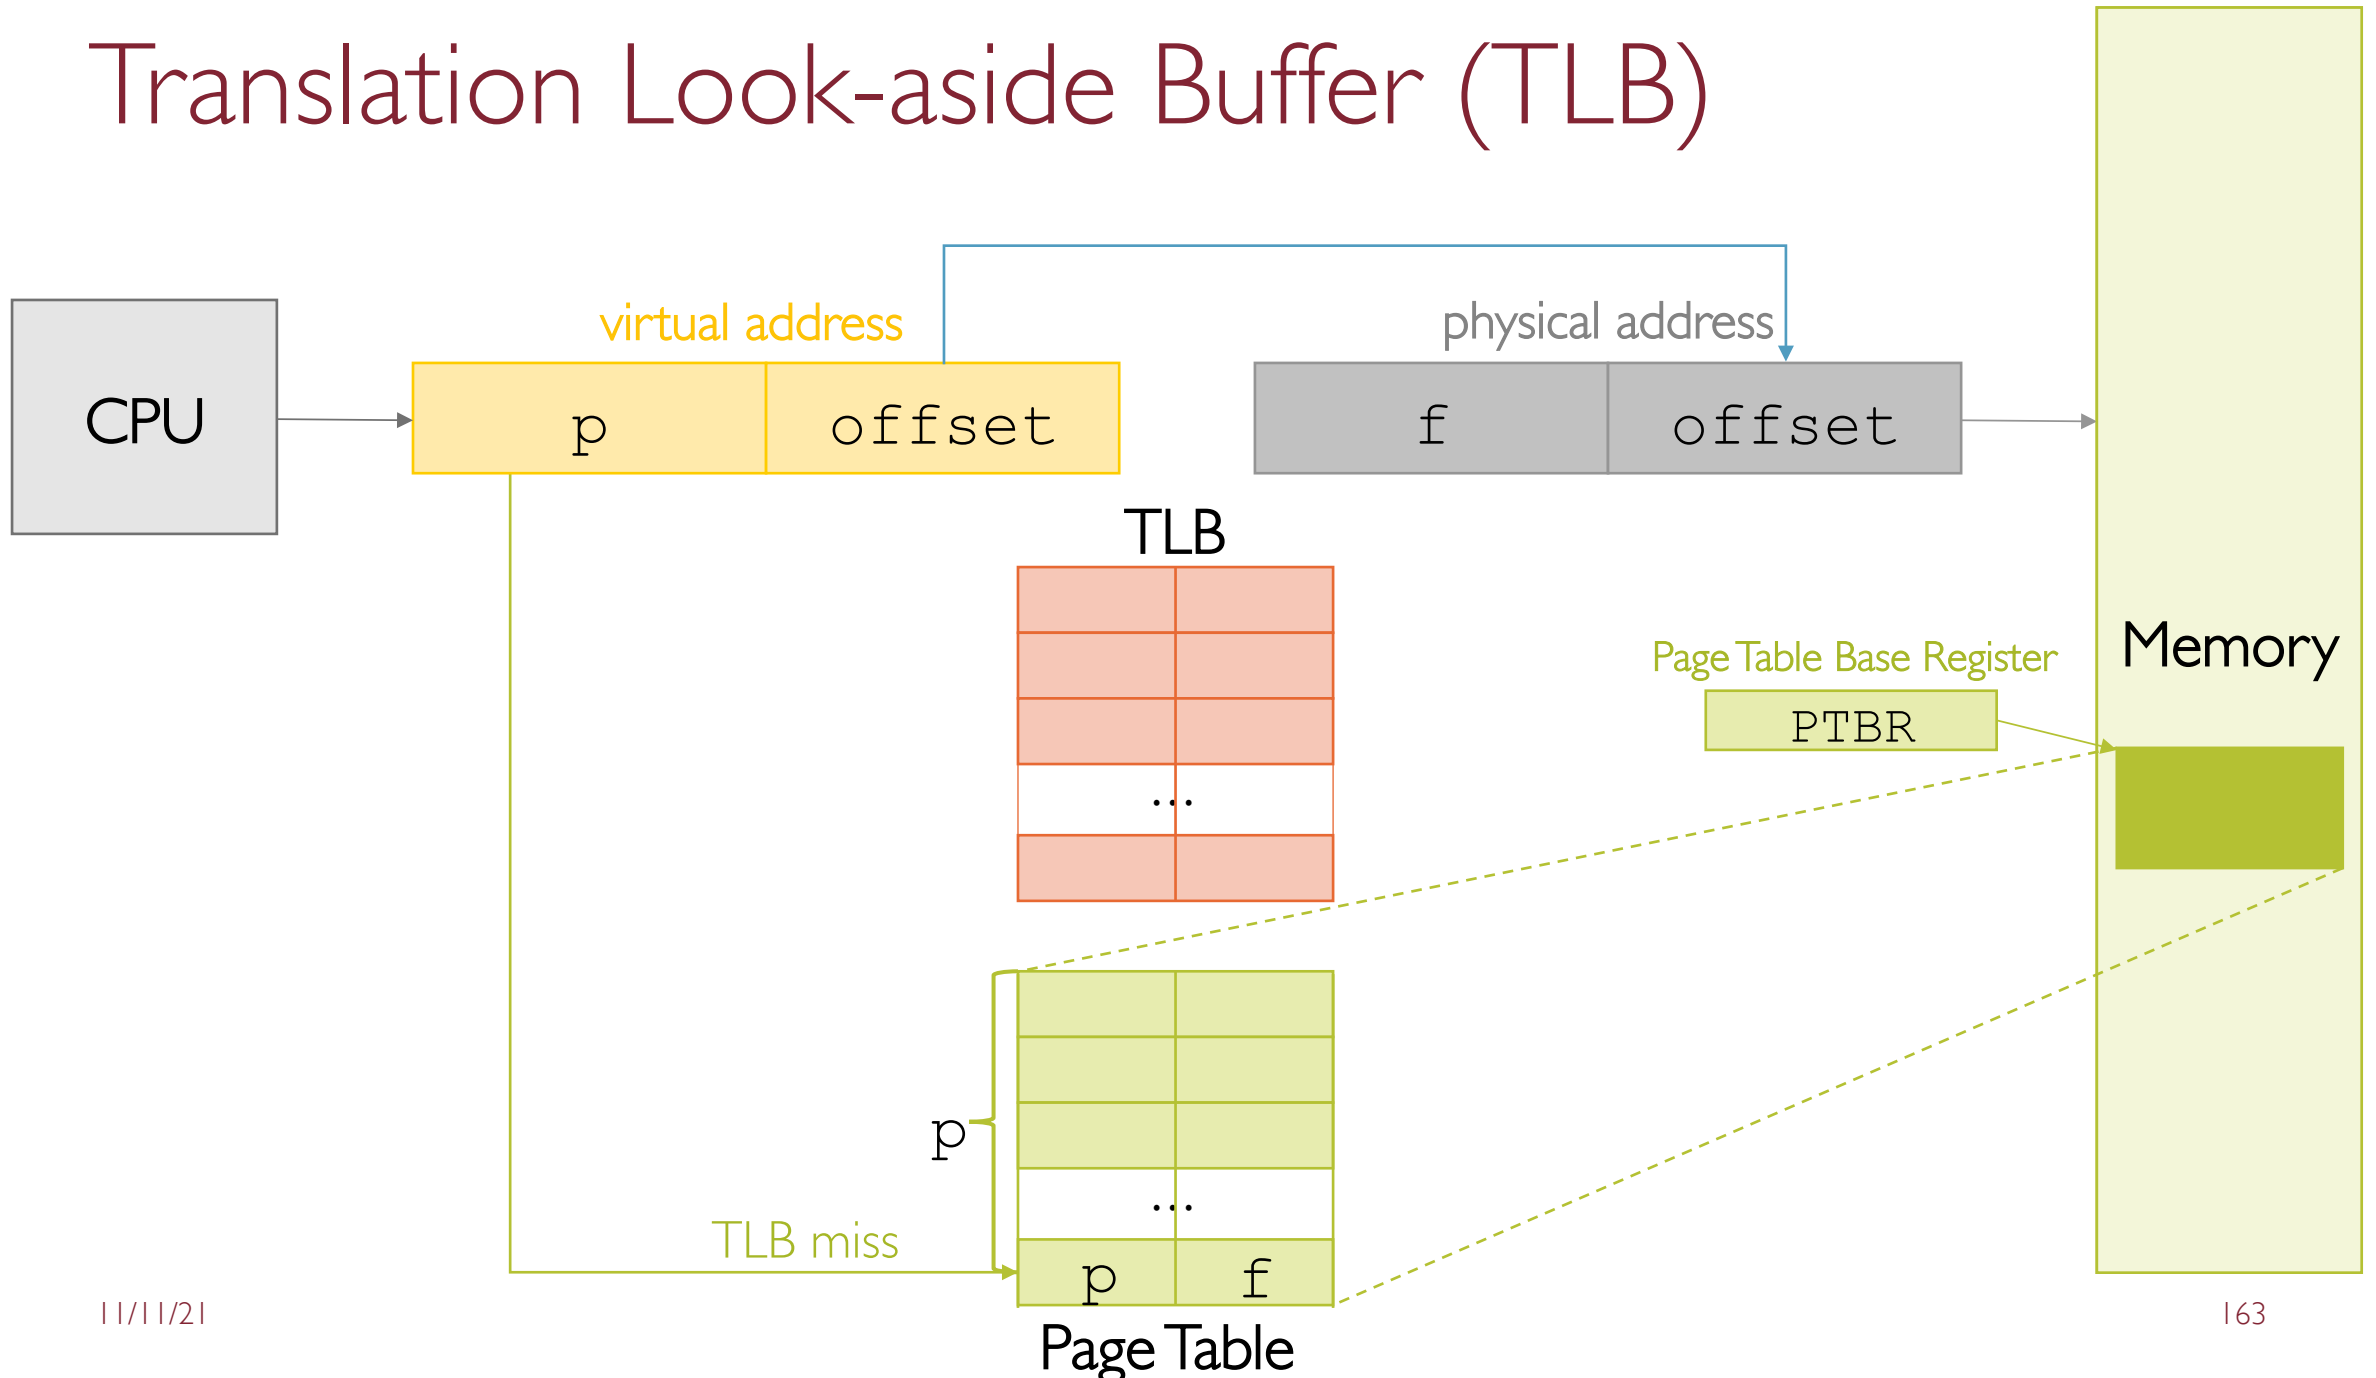 Translation Look-aside Buffer (TLB)
virtual address
physical address
CPU
p
offset
f
offset
TLB
Page Table Base Register
Memory
PTBR
...
p
...
TLB miss
p
f
11/11/21
163
Page Table